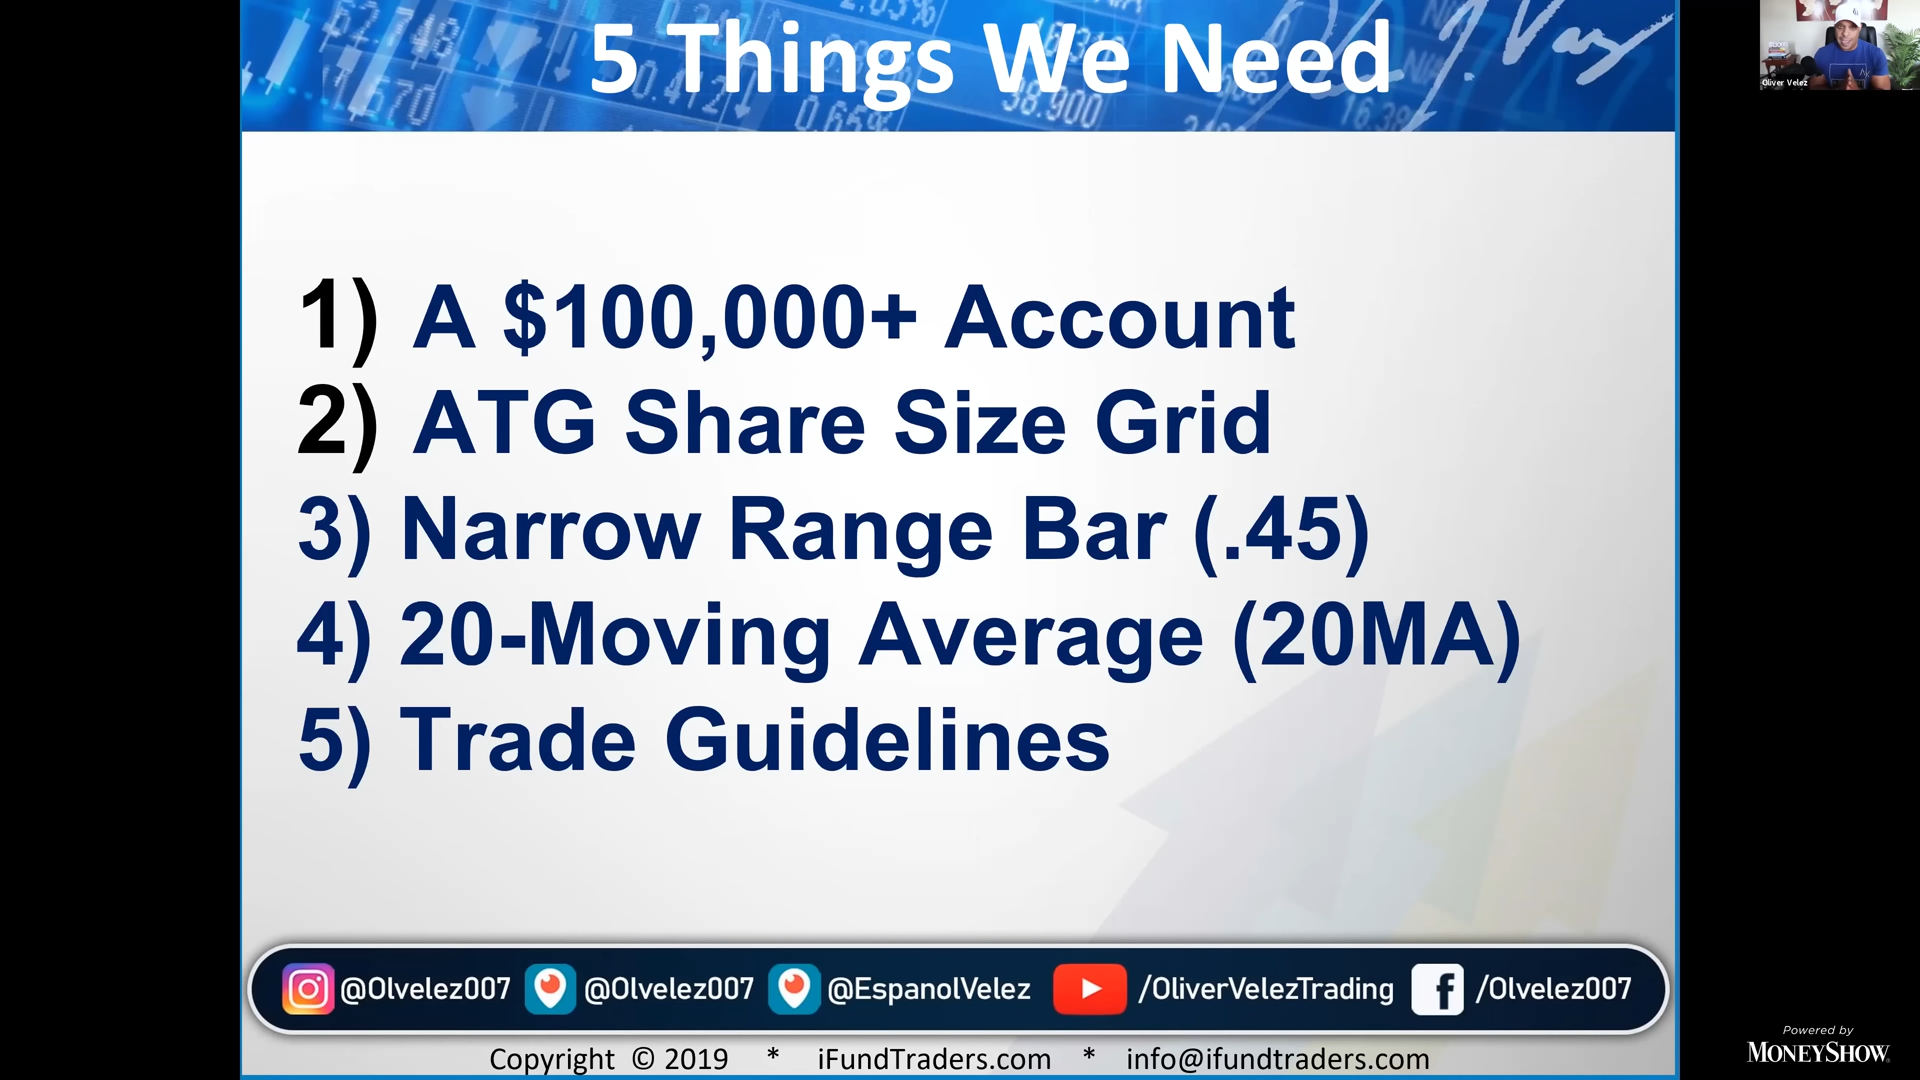 5 Things We Need
Oliver Velez
1) A $100,000+ Account
2) ATG Share Size Grid
3) Narrow Range Bar (.45)
4) 20-Moving Average (20MA)
5) Trade Guidelines
@Olvelez007 @Olvelez007 @EspanolVelez /OliverVelezTrading /Olvelez007
Copyright © 2019 * iFundTraders.com * info@ifundtraders.com
Powered by
MONEYSHOW